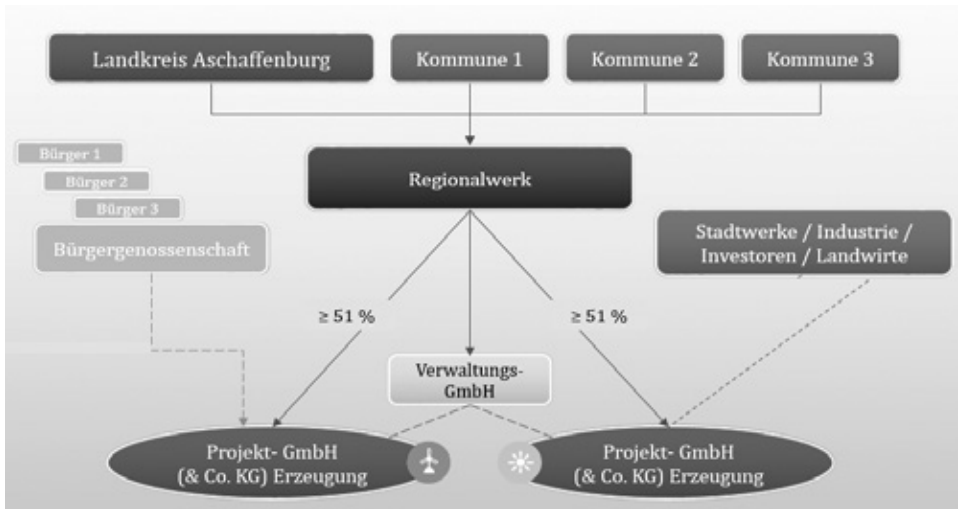 Landkreis Aschaffenburg
Kommune 1
Kommune 2
Kommune 3
Bürger 1
Bürger 2
Bürger 3
Bürgergenossenschaft
Regionalwerk
Stadtwerke / Industrie /
Investoren / Landwirte
≥ 51 %
≥ 51 %
Verwaltungs-
GmbH
Projekt- GmbH
(& Co. KG) Erzeugung
Projekt- GmbH
(& Co. KG) Erzeugung